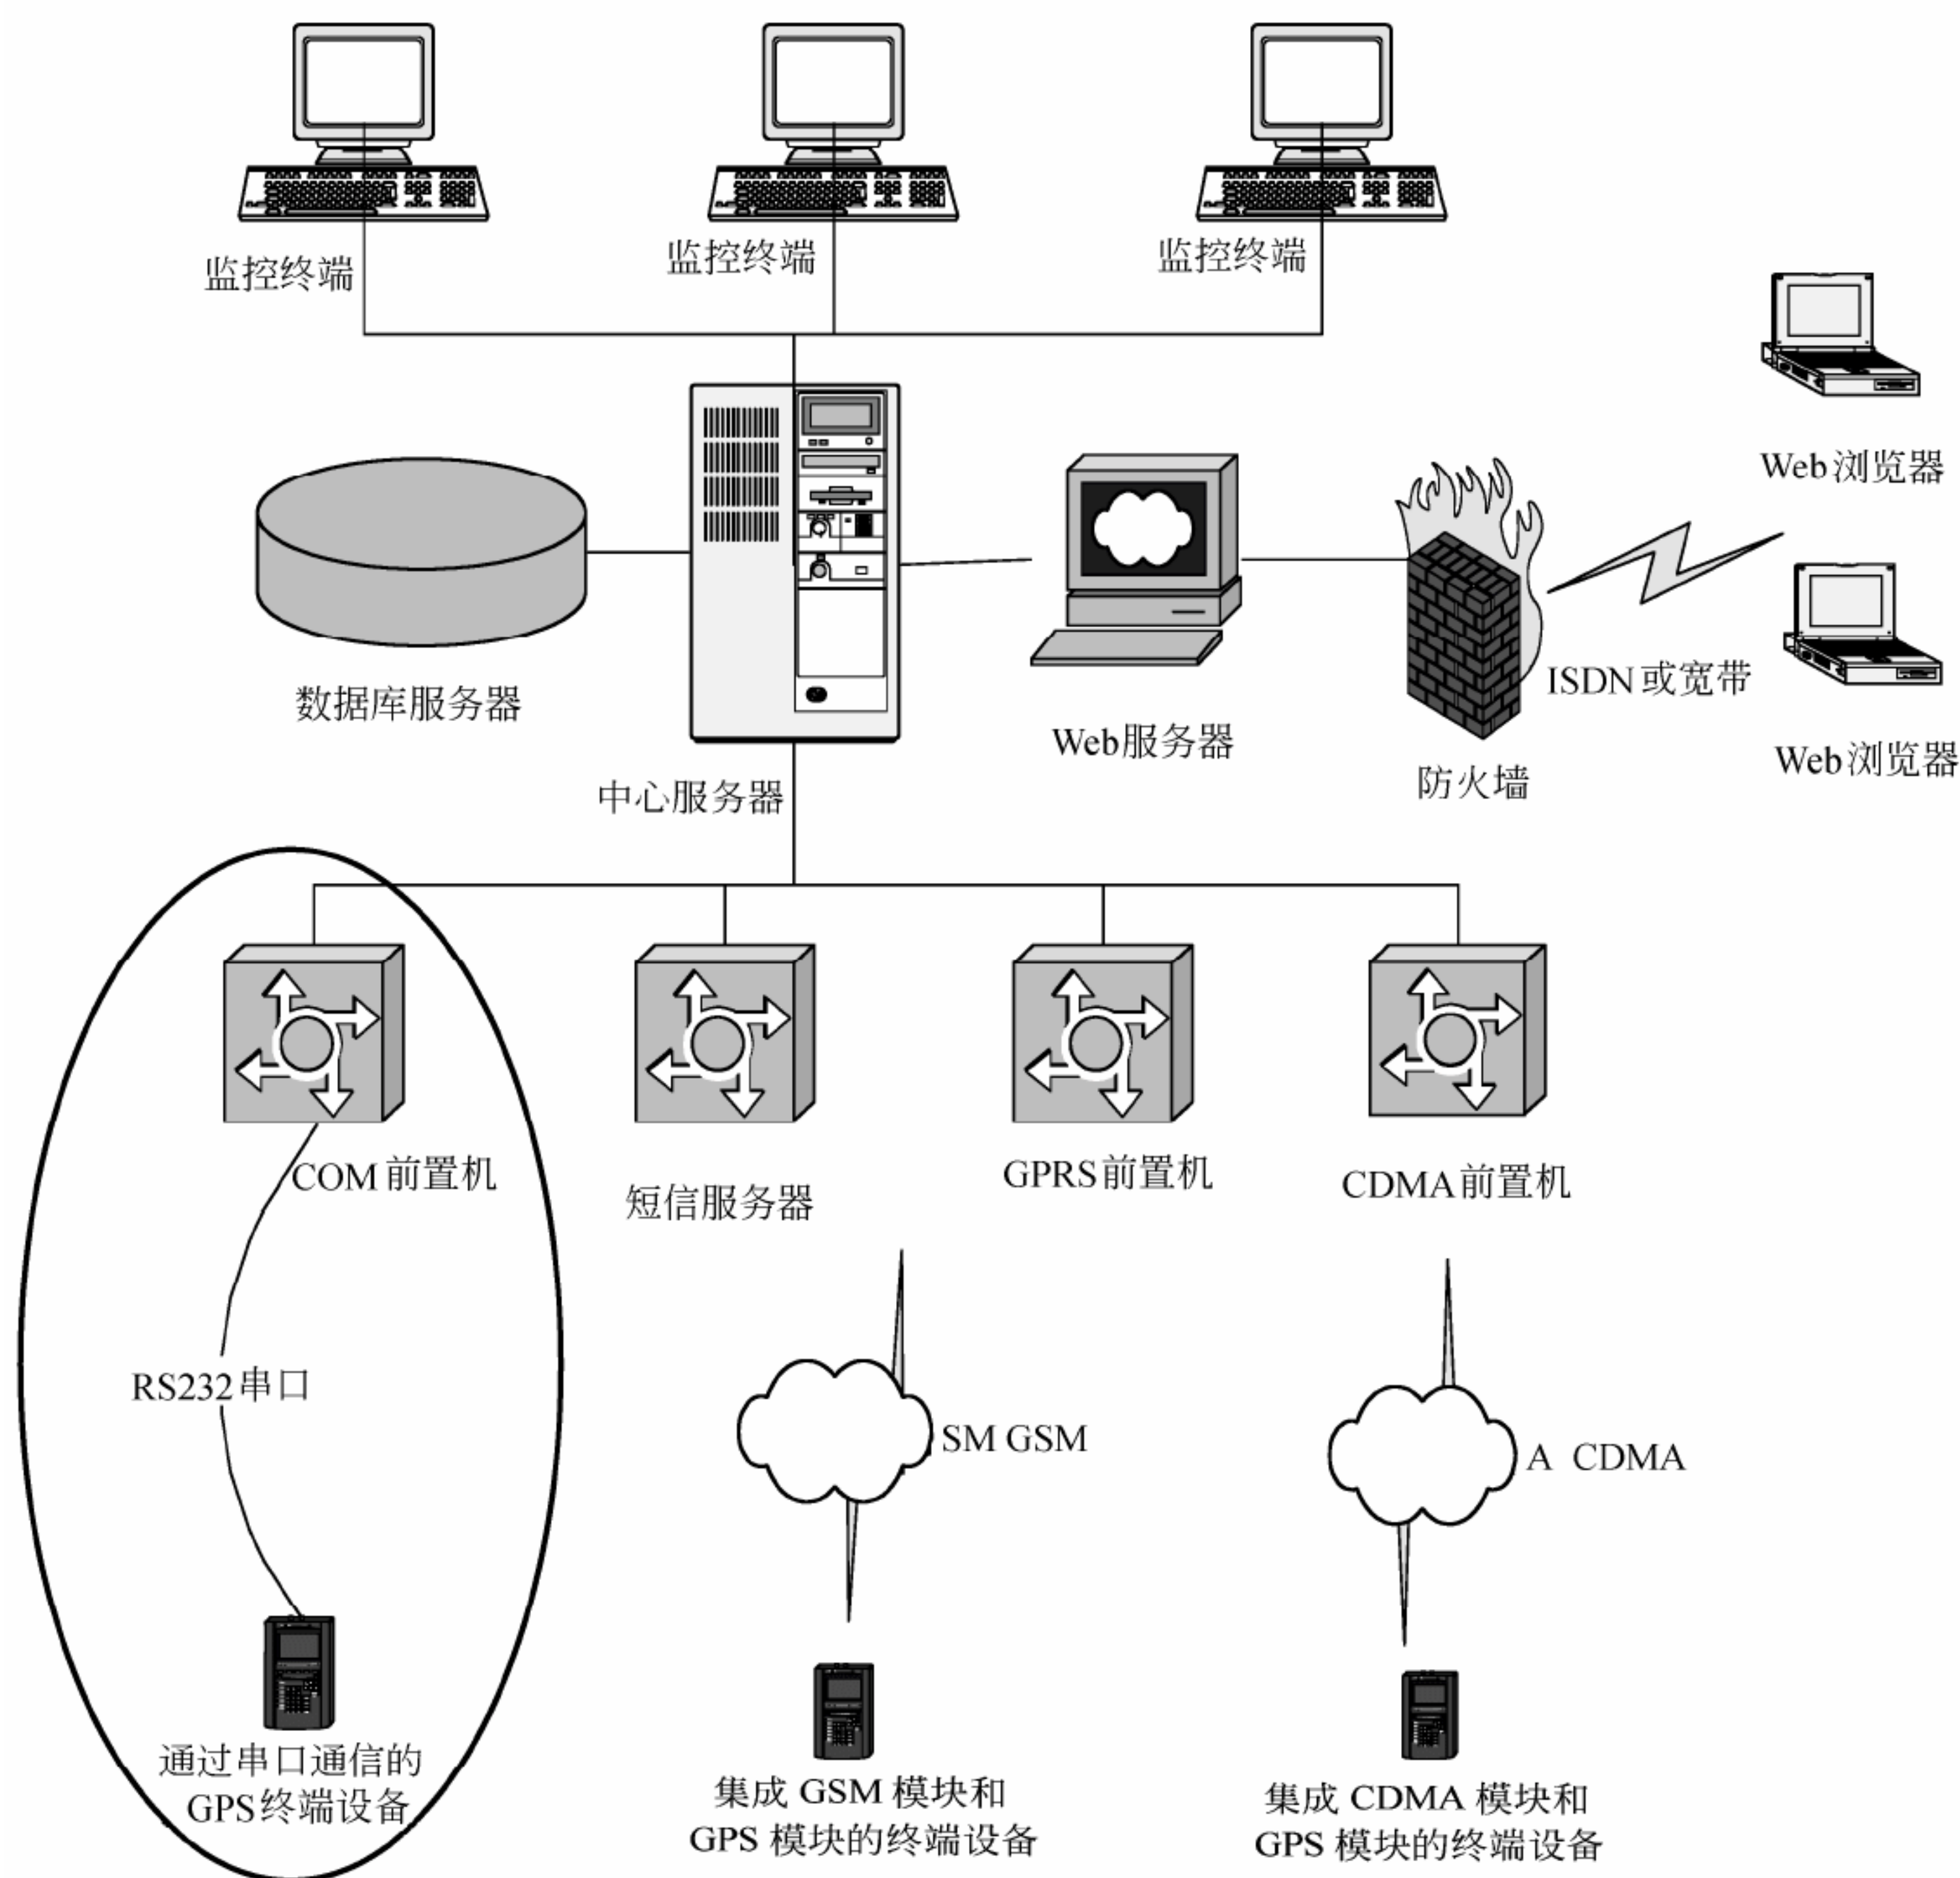 监控终端
监控终端
监控终端
Web浏览器
数据库服务器
中心服务器
Web服务器
防火墙
ISDN或宽带
Web浏览器
COM前置机
短信服务器
GPRS前置机
CDMA前置机
RS232串口
SM GSM
A CDMA
通过串口通信的
GPS终端设备
集成 GSM 模块和
GPS 模块的终端设备
集成 CDMA 模块和
GPS 模块的终端设备